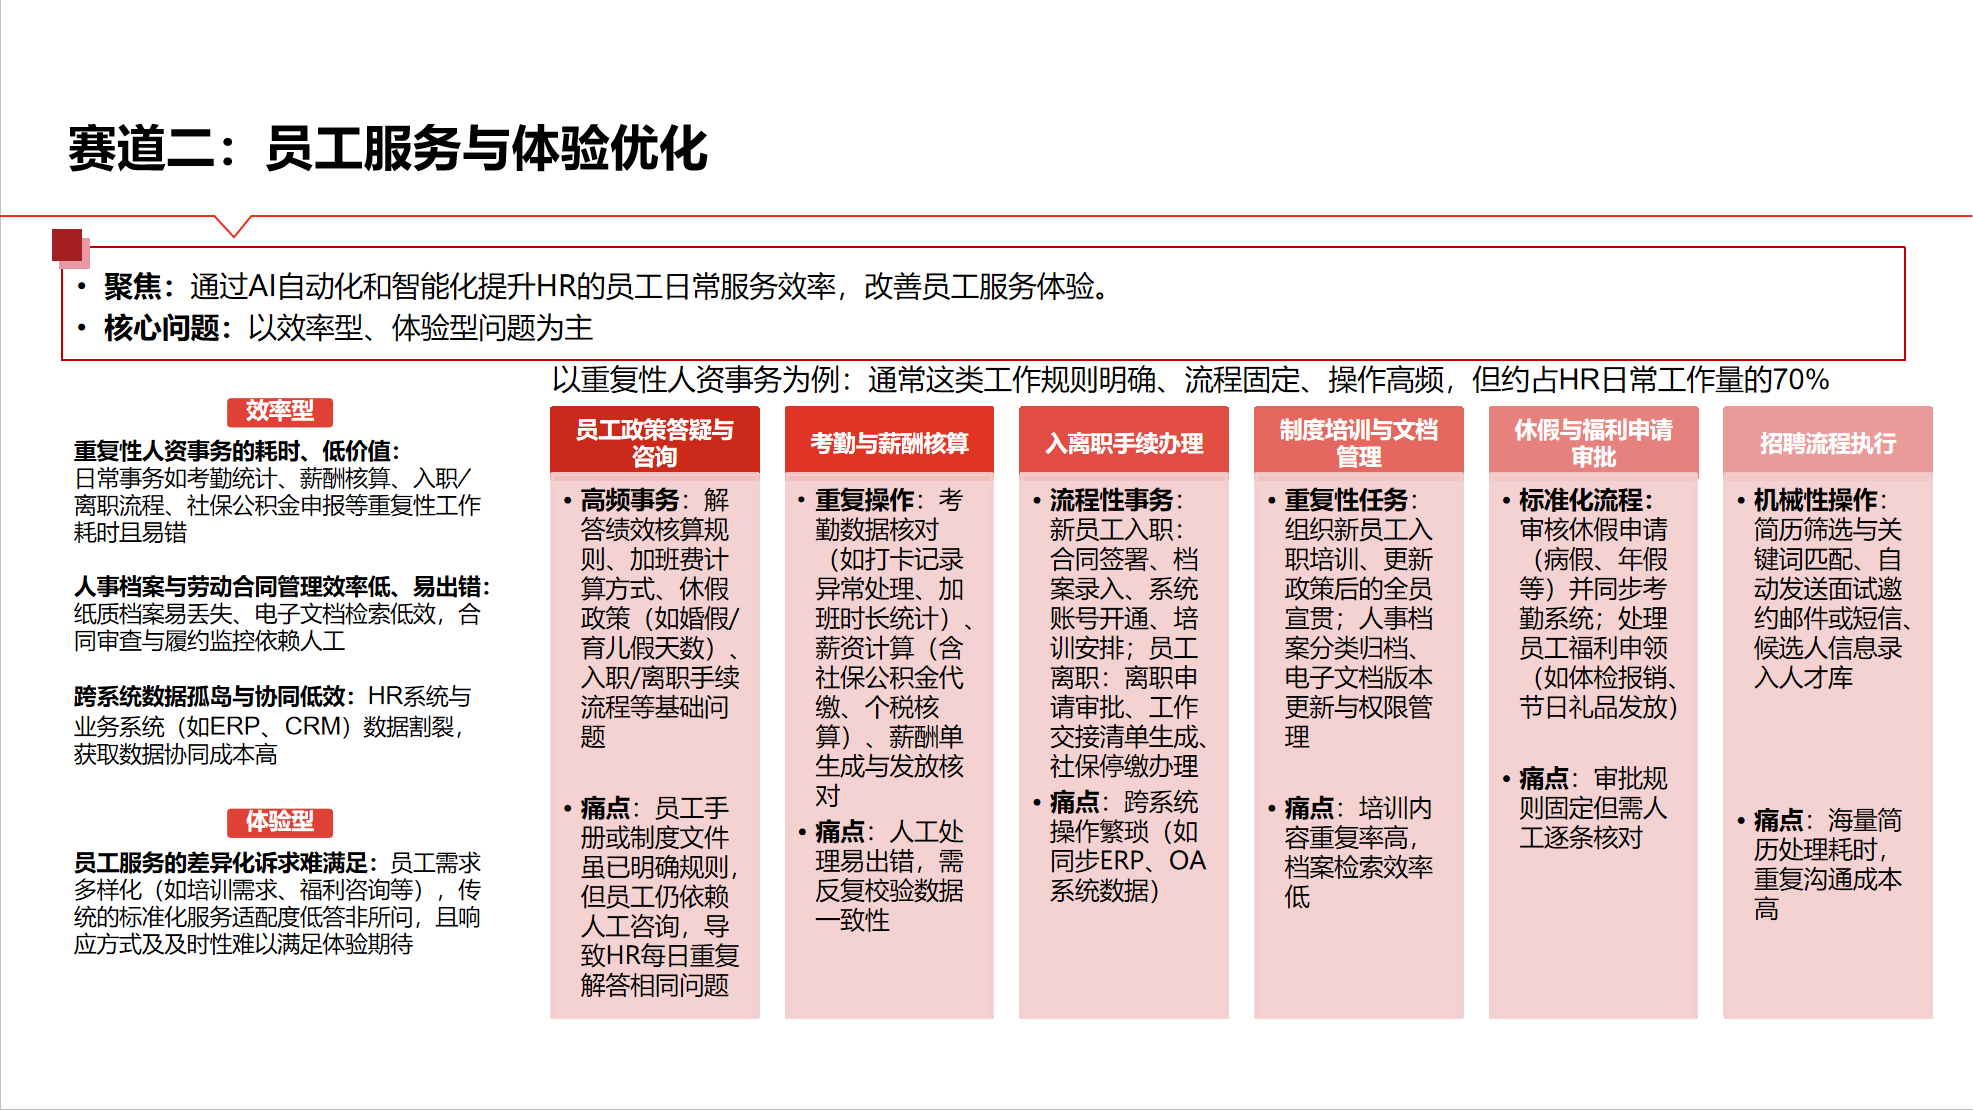 赛道二：员工服务与体验优化
• 聚焦：通过AI自动化和智能化提升HR的员工日常服务效率，改善员工服务体验。
• 核心问题：以效率型、体验型问题为主
效率型
重复性人资事务的耗时、低价值：
日常事务如考勤统计、薪酬核算、入职/
离职流程、社保公积金申报等重复性工作
耗时且易错
人事档案与劳动合同管理效率低、易出错：
纸质档案易丢失、电子文档检索低效，合
同审查与履约监控依赖人工
跨系统数据孤岛与协同低效：HR系统与
业务系统（如ERP、CRM）数据割裂，
获取数据协同成本高
体验型
员工服务的差异化诉求难满足：员工需求
多样化（如培训需求、福利咨询等），传
统的标准化服务适配度低答非所问，且响
应方式及及时性难以满足体验期待
以重复性人资事务为例：通常这类工作规则明确、流程固定、操作高频，但约占HR日常工作量的70%
员工政策答疑与
咨询
• 高频事务：解
答绩效核算规
则、加班费计
算方式、休假
政策（如婚假/
育儿假天数）、
入职/离职手续
流程等基础问
题
• 痛点：员工手
册或制度文件
虽已明确规则，
但员工仍依赖
人工咨询，导
致HR每日重复
解答相同问题
考勤与薪酬核算
• 重复操作：考
勤数据核对
（如打卡记录
异常处理、加
班时长统计）、
薪资计算（含
社保公积金代
缴、个税核
算）、薪酬单
生成与发放核
对
• 痛点：人工处
理易出错，需
反复校验数据
一致性
入离职手续办理
• 流程性事务：
新员工入职：
合同签署、档
案录入、系统
账号开通、培
训安排；员工
离职：离职申
请审批、工作
交接清单生成、
社保停缴办理
• 痛点：跨系统
操作繁琐（如
同步ERP、OA
系统数据）
制度培训与文档
管理
• 重复性任务：
组织新员工入
职培训、更新
政策后的全员
宣贯；人事档
案分类归档、
电子文档版本
更新与权限管
理
• 痛点：培训内
容重复率高，
档案检索效率
低
休假与福利申请
审批
• 标准化流程：
审核休假申请
（病假、年假
等）并同步考
勤系统；处理
员工福利申领
（如体检报销、
节日礼品发放）
• 痛点：审批规
则固定但需人
工逐条核对
招聘流程执行
• 机械性操作：
简历筛选与关
键词匹配、自
动发送面试邀
约邮件或短信、
候选人信息录
入人才库
• 痛点：海量简
历处理耗时，
重复沟通成本
高